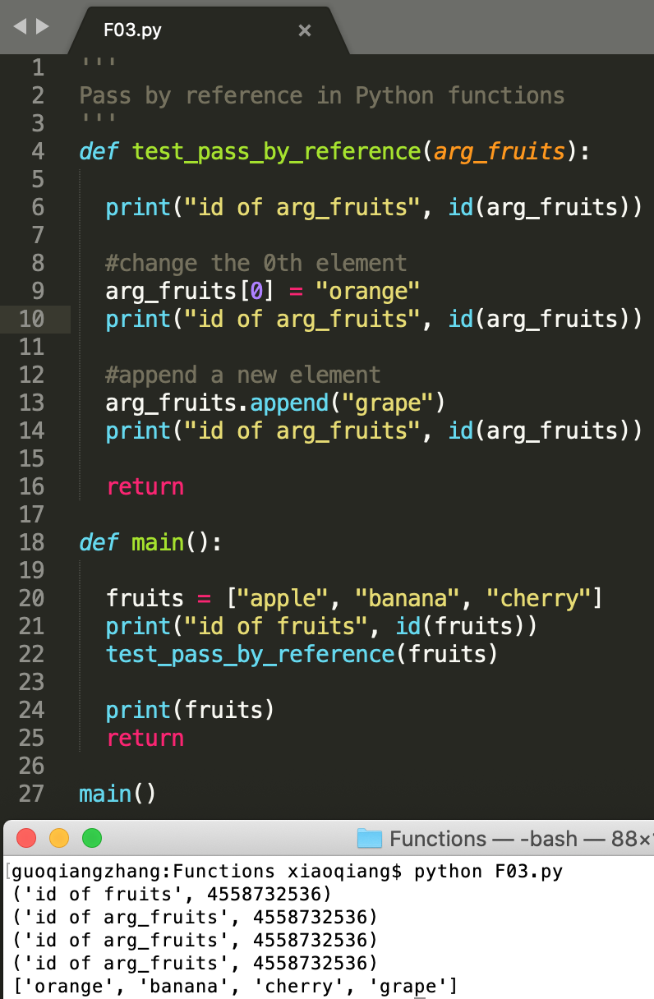 F03.py ×
1 '''
2 Pass by reference in Python functions
3 '''
4 def test_pass_by_reference(arg_fruits):
5
6 print("id of arg_fruits", id(arg_fruits))
7
8 #change the 0th element
9 arg_fruits[0] = "orange"
10 print("id of arg_fruits", id(arg_fruits))
11
12 #append a new element
13 arg_fruits.append("grape")
14 print("id of arg_fruits", id(arg_fruits))
15
16 return
17
18 def main():
19
20 fruits = ["apple", "banana", "cherry"]
21 print("id of fruits", id(fruits))
22 test_pass_by_reference(fruits)
23
24 print(fruits)
25 return
26
27 main()
Functions — -bash — 88×
[guoqiangzhang:Functions xiaoqiang$ python F03.py
('id of fruits', 4558732536)
('id of arg_fruits', 4558732536)
('id of arg_fruits', 4558732536)
('id of arg_fruits', 4558732536)
['orange', 'banana', 'cherry', 'grape']